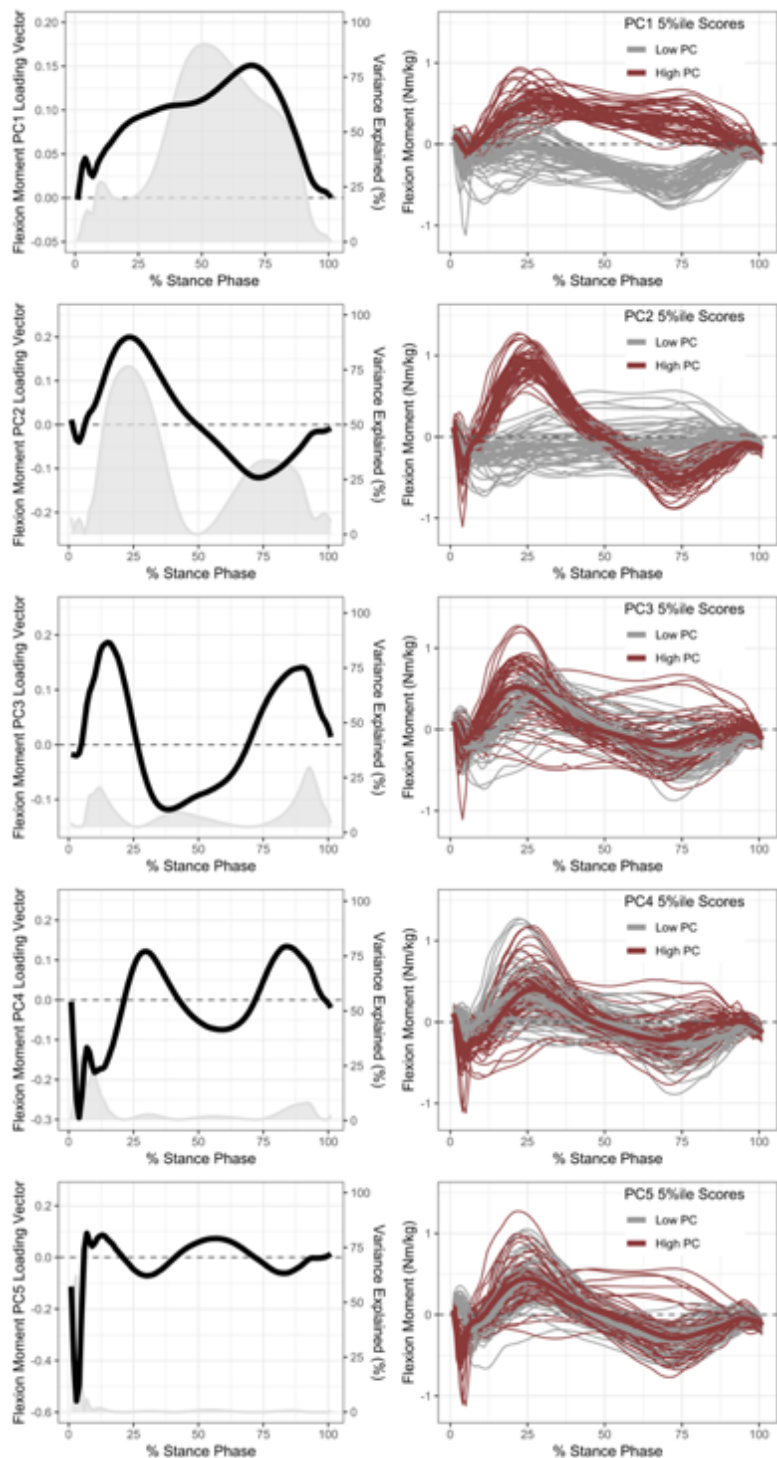 Flexion Moment PC1 Loading Vector
0.20
0.15
0.10
0.05
0.00
-0.05
100
75
50
25
0
Variance Explained (%)
0 25 50 75 100
% Stance Phase
Flexion Moment (Nm/kg)
1
0
-1
PC1 5%ile Scores
Low PC
High PC
0 25 50 75 100
% Stance Phase
Flexion Moment PC2 Loading Vector
0.2
0.1
0.0
-0.1
-0.2
100
75
50
25
0
Variance Explained (%)
0 25 50 75 100
% Stance Phase
Flexion Moment (Nm/kg)
1
0
-1
PC2 5%ile Scores
Low PC
High PC
0 25 50 75 100
% Stance Phase
Flexion Moment PC3 Loading Vector
0.2
0.1
0.0
-0.1
100
75
50
25
0
Variance Explained (%)
0 25 50 75 100
% Stance Phase
Flexion Moment (Nm/kg)
1
0
-1
PC3 5%ile Scores
Low PC
High PC
0 25 50 75 100
% Stance Phase
Flexion Moment PC4 Loading Vector
0.2
0.1
0.0
-0.1
-0.2
-0.3
100
75
50
25
0
Variance Explained (%)
0 25 50 75 100
% Stance Phase
Flexion Moment (Nm/kg)
1
0
-1
PC4 5%ile Scores
Low PC
High PC
0 25 50 75 100
% Stance Phase
Flexion Moment PC5 Loading Vector
0.2
0.0
-0.2
-0.4
-0.6
100
75
50
25
0
Variance Explained (%)
0 25 50 75 100
% Stance Phase
Flexion Moment (Nm/kg)
1
0
-1
PC5 5%ile Scores
Low PC
High PC
0 25 50 75 100
% Stance Phase